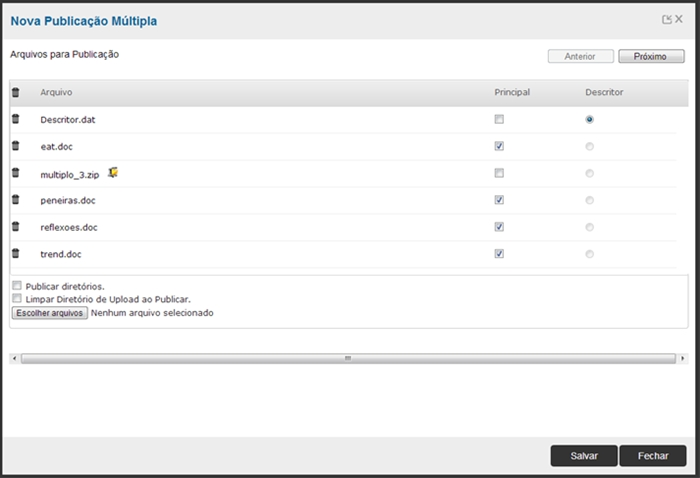 Nova Publicação Múltipla
Arquivos para Publicação
Anterior Próximo
Arquivo Principal Descritor
Descritor.dat
eat.doc
multiplo_3.zip
peneiras.doc
reflexoes.doc
trend.doc
Publicar diretórios.
Limpar Diretório de Upload ao Publicar.
Escolher arquivos Nenhum arquivo selecionado
Salvar Fechar